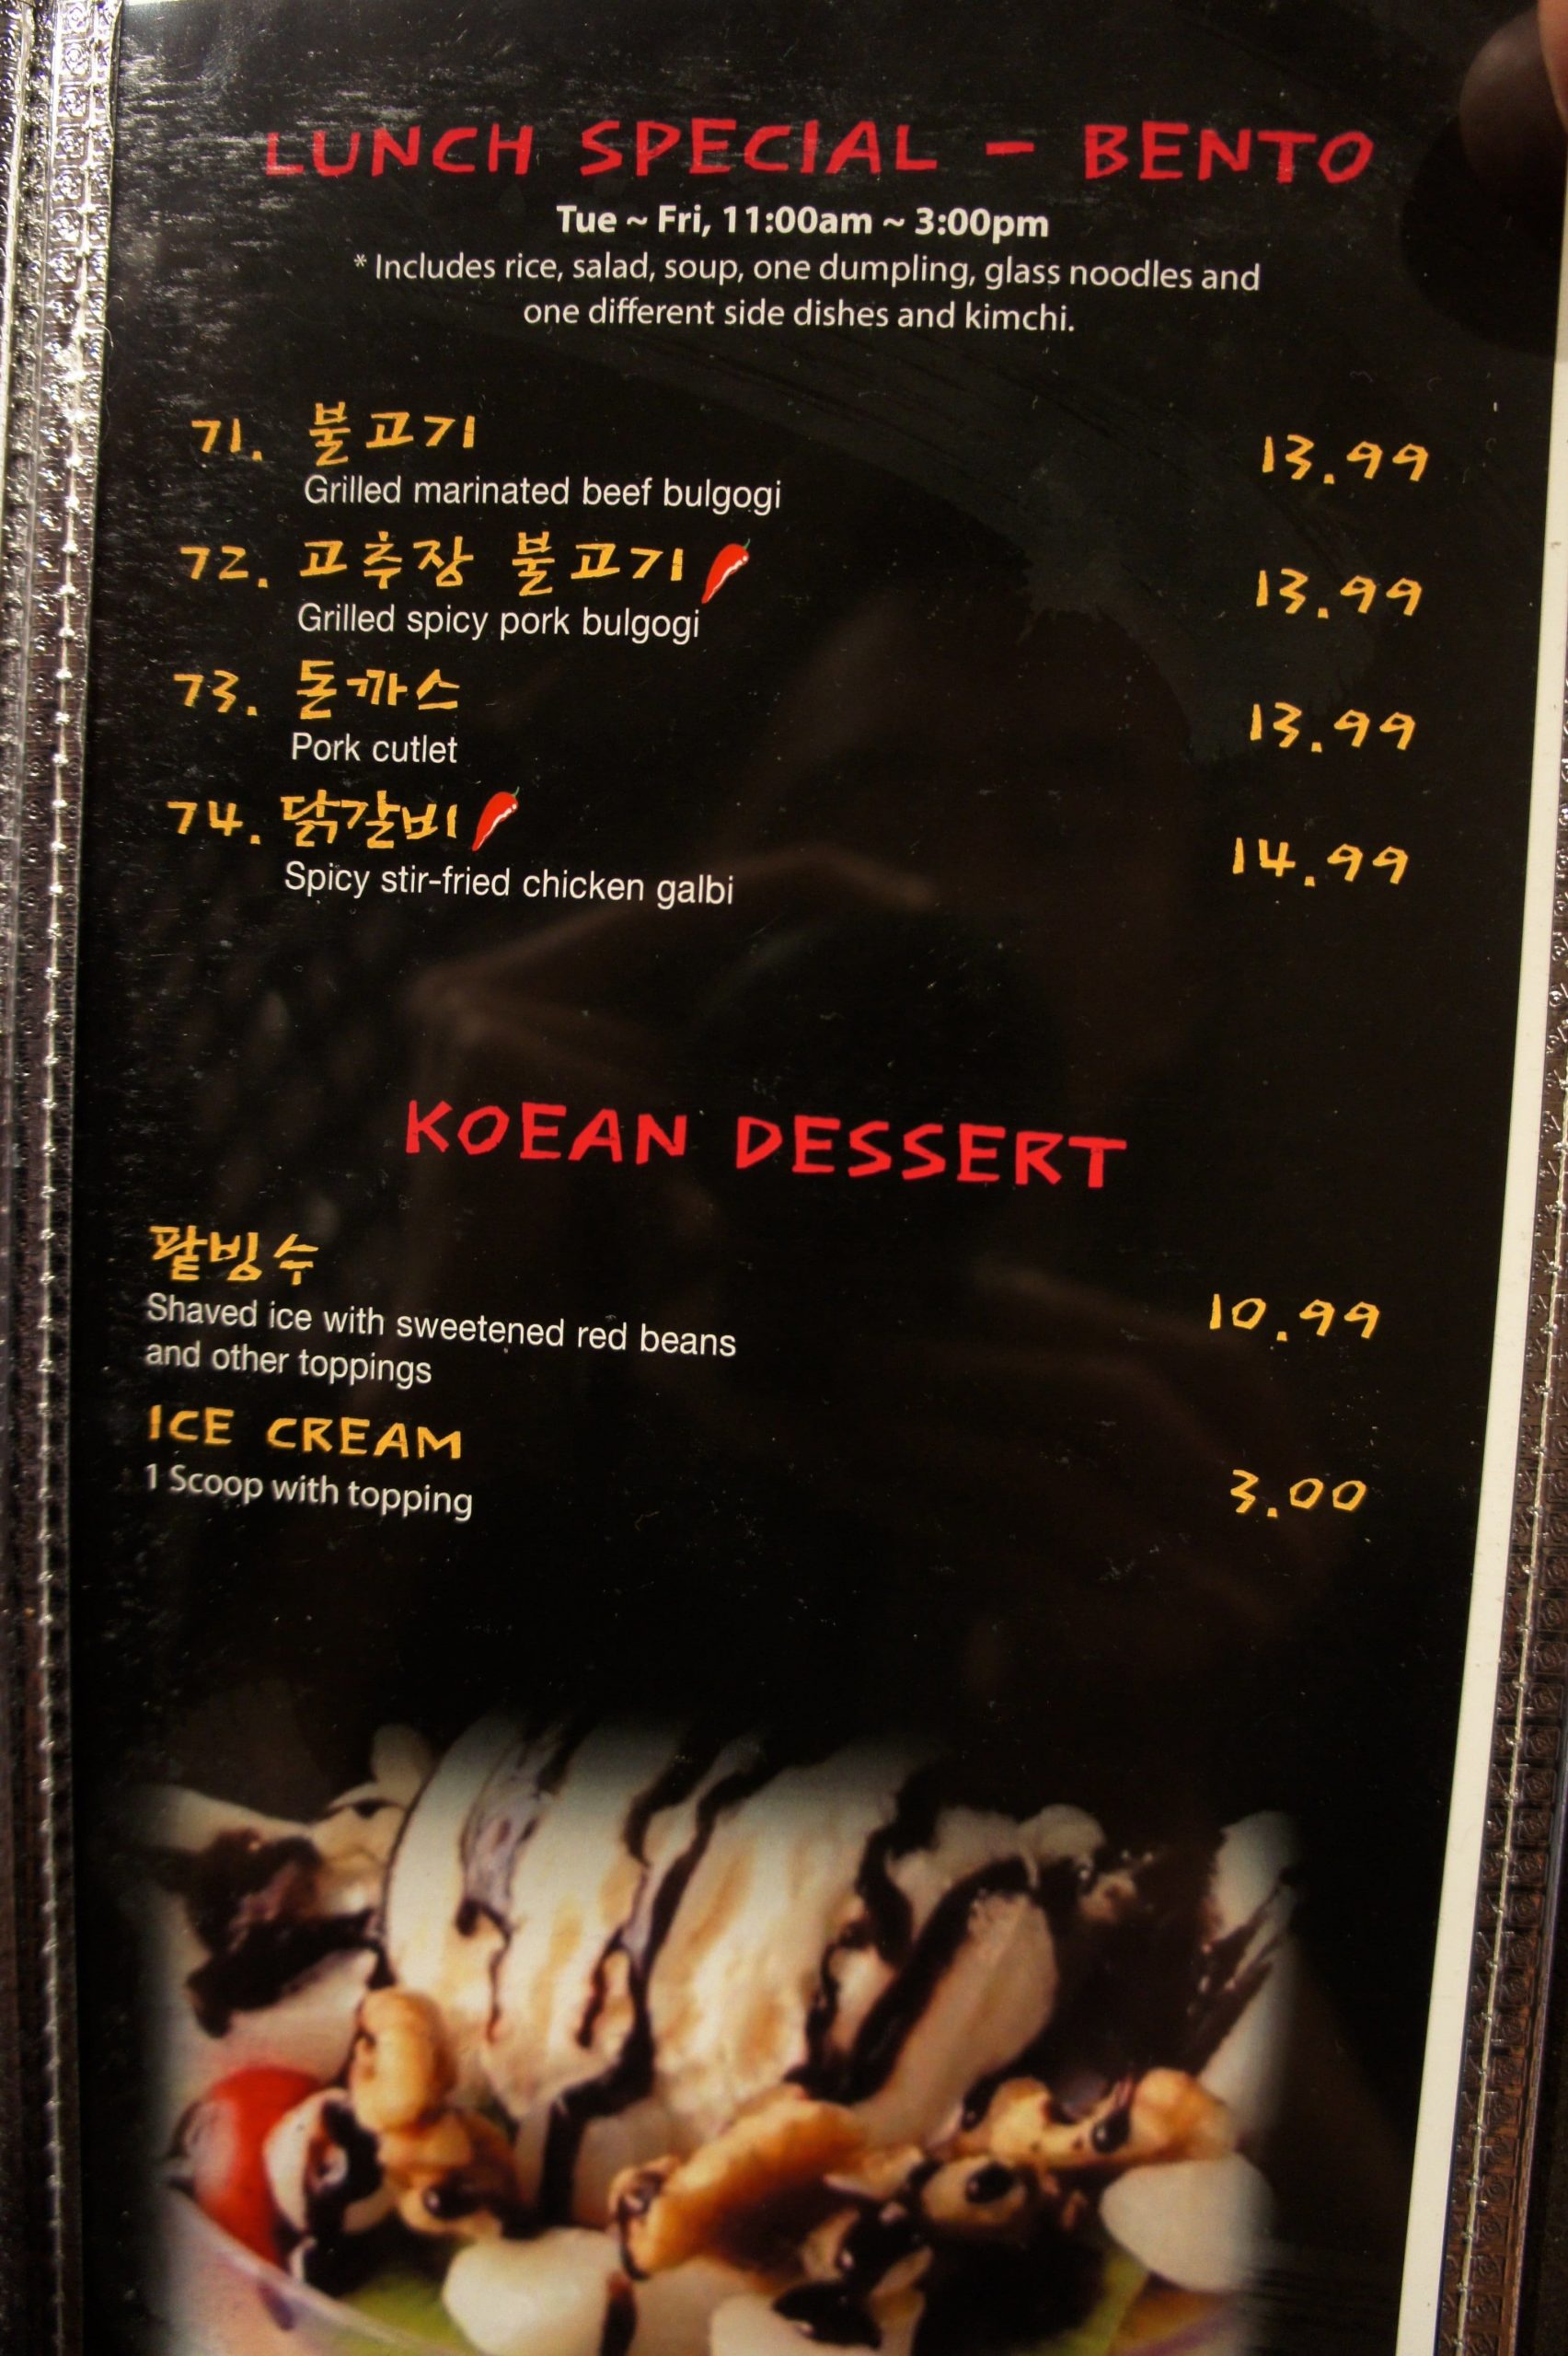 LUNCH SPECIAL - BENTO
Tue ~ Fri, 11:00am ~ 3:00pm
* Includes rice, salad, soup, one dumpling, glass noodles and
one different side dishes and kimchi.
71. 불고기 13.99
Grilled marinated beef bulgogi
72. 고추장 불고기 13.99
Grilled spicy pork bulgogi
73. 돈까스 13.99
Pork cutlet
74. 닭갈비 14.99
Spicy stir-fried chicken galbi
KOEAN DESSERT
팥빙수 10.99
Shaved ice with sweetened red beans
and other toppings
ICE CREAM 3.00
1 Scoop with topping